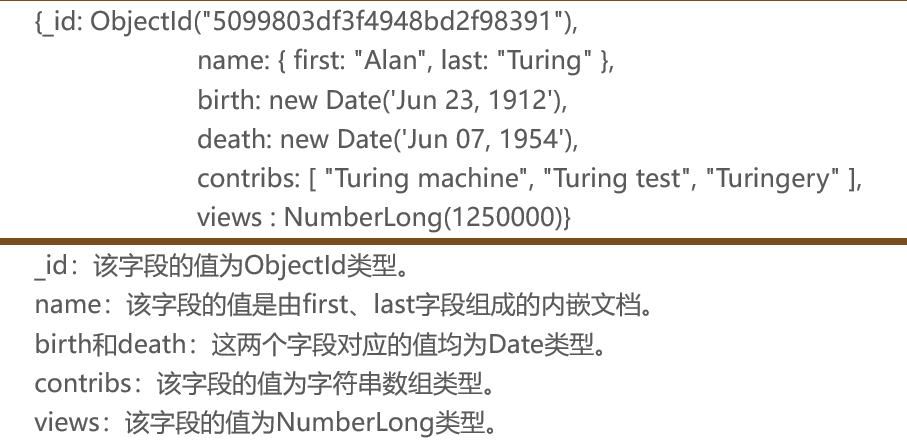 {_id: ObjectId("5099803df3f4948bd2f98391"),
name: { first: "Alan", last: "Turing" },
birth: new Date('Jun 23, 1912'),
death: new Date('Jun 07, 1954'),
contribs: [ "Turing machine", "Turing test", "Turingery" ],
views : NumberLong(1250000)}
_id：该字段的值为ObjectId类型。
name：该字段的值是由first、last字段组成的内嵌文档。
birth和death：这两个字段对应的值均为Date类型。
contribs：该字段的值为字符串数组类型。
views：该字段的值为NumberLong类型。